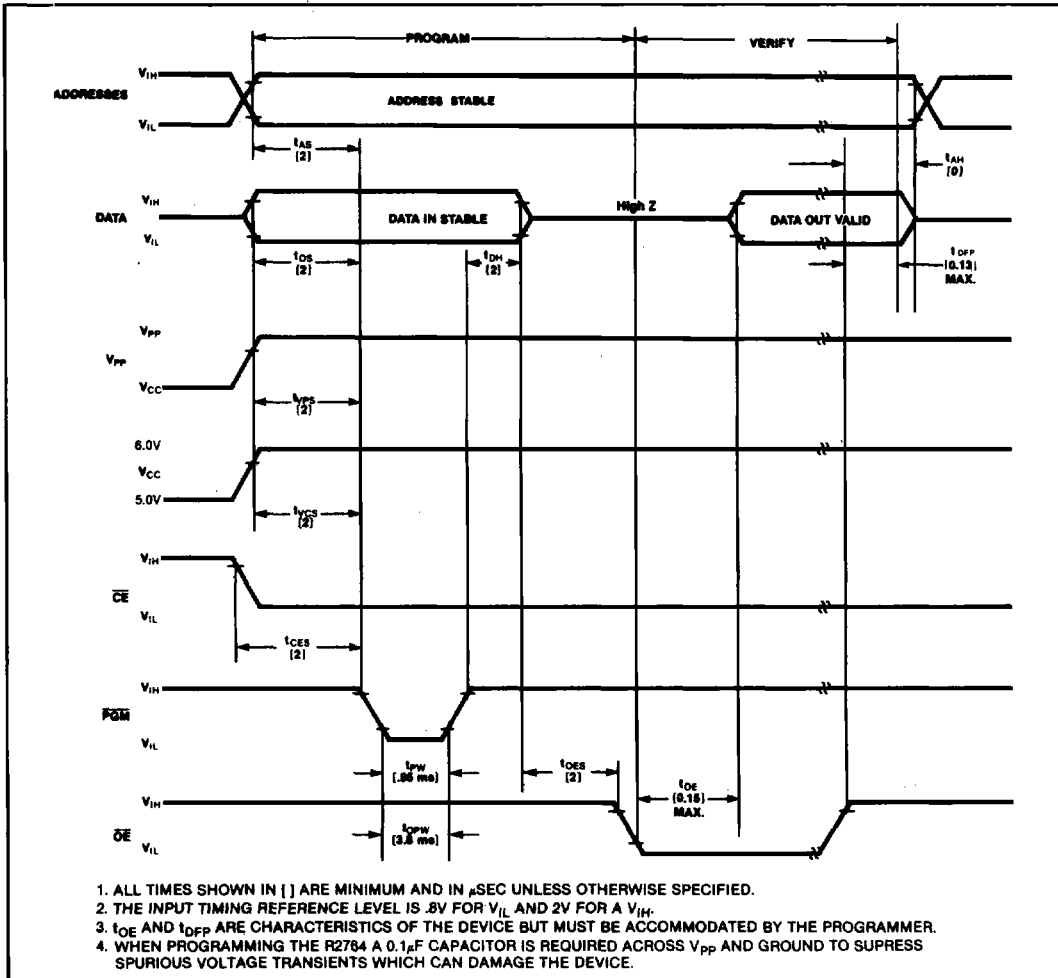 PROGRAM
VERIFY
ADDRESSES
VIH
VIL
ADDRESS STABLE
tAS
[2]
tAH
[0]
DATA
VIH
VIL
DATA IN STABLE
High Z
DATA OUT VALID
tDS
[2]
tDH
[2]
tDFP
[0.13]
MAX.
VPP
VPP
VCC
tVPS
[2]
6.0V
VCC
5.0V
tVCS
[2]
VIH
CE
VIL
tCES
[2]
VIH
PGM
VIL
tPW
[.95 ms]
tOES
[2]
tOE
[0.15]
MAX.
VIH
OE
VIL
tOPW
[3.8 ms]
1. ALL TIMES SHOWN IN [ ] ARE MINIMUM AND IN µSEC UNLESS OTHERWISE SPECIFIED.
2. THE INPUT TIMING REFERENCE LEVEL IS .8V FOR VIL AND 2V FOR A VIH.
3. tOE AND tDFP ARE CHARACTERISTICS OF THE DEVICE BUT MUST BE ACCOMMODATED BY THE PROGRAMMER.
4. WHEN PROGRAMMING THE R2764 A 0.1µF CAPACITOR IS REQUIRED ACROSS VPP AND GROUND TO SUPRESS
SPURIOUS VOLTAGE TRANSIENTS WHICH CAN DAMAGE THE DEVICE.